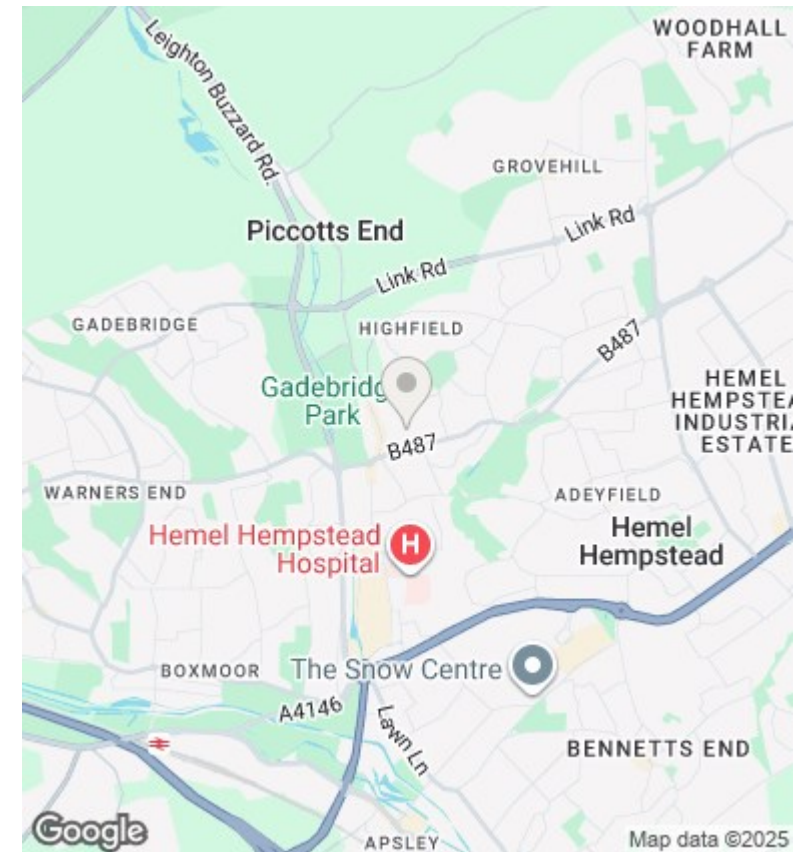 WOODHALL
FARM
Leighton Buzzard Rd.
GROVEHILL
Piccotts End
Link Rd
Link Rd
GADEBRIDGE
HIGHFIELD
B487
Gadebridge
Park
HEMEL
HEMPSTEA
INDUSTRIA
ESTATE
B487
WARNERS END
ADEYFIELD
Hemel Hempstead
Hospital
H
Hemel
Hempstead
BOXMOOR
The Snow Centre
A4146
Lawn Ln
BENNETTS END
Google
APSLEY
Map data ©2025